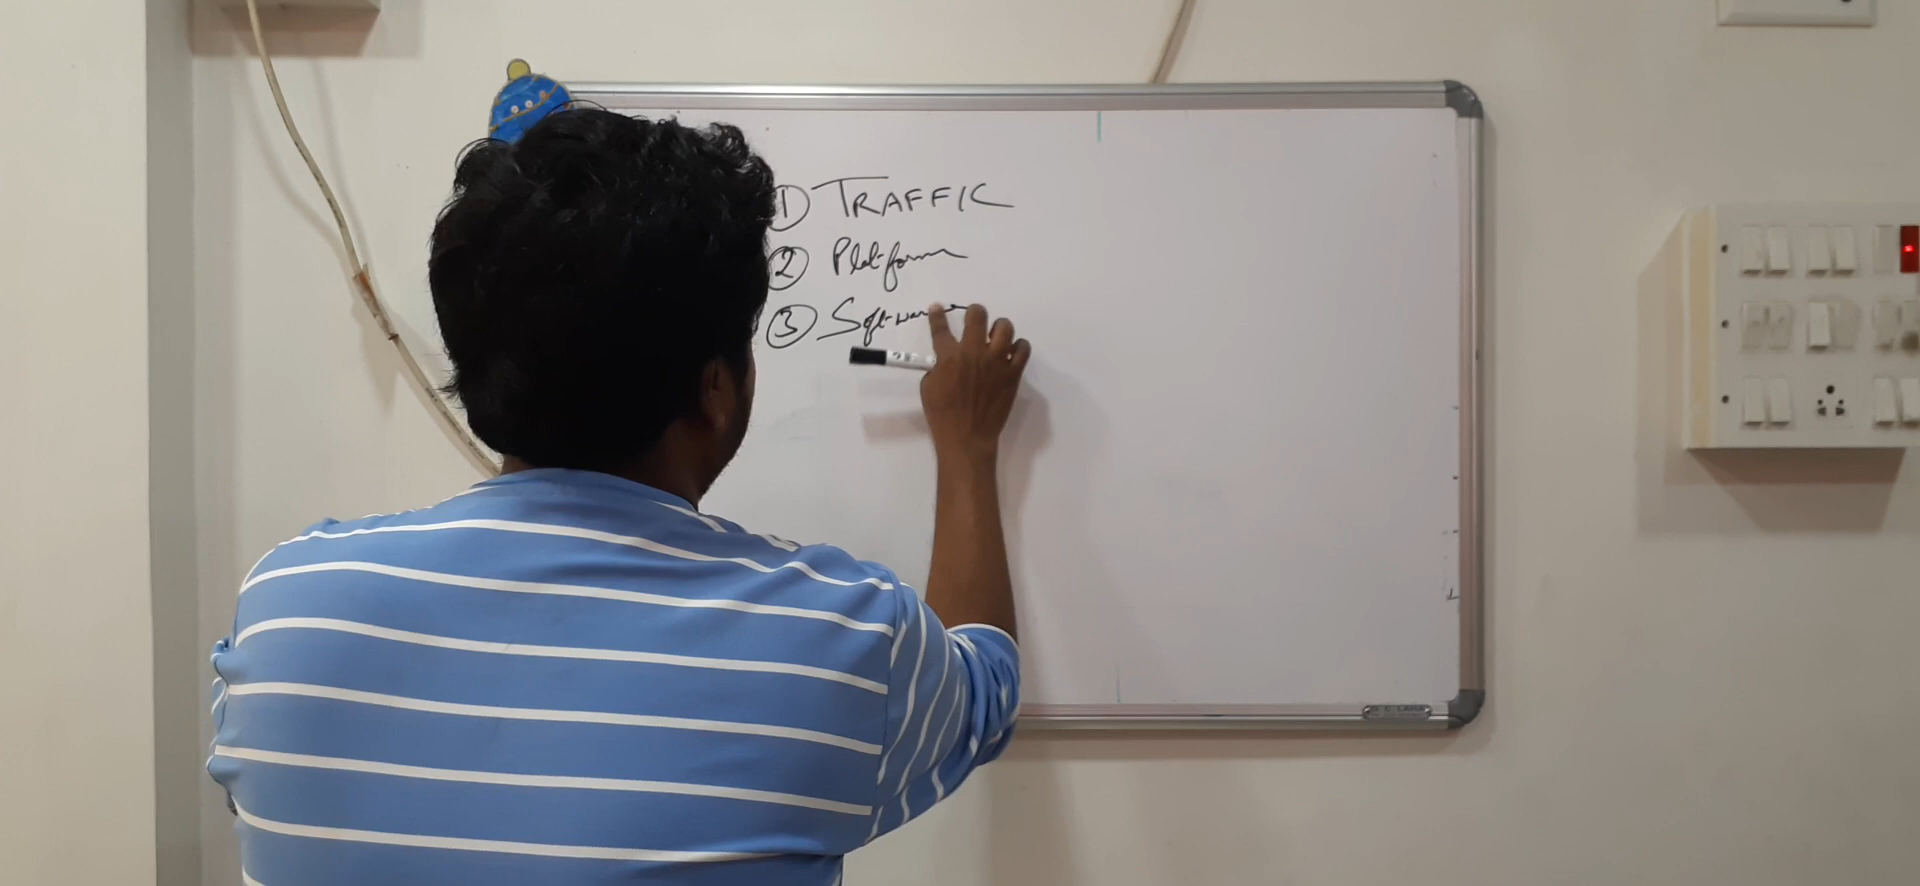 ① TRAFFIC
② Platform
③ Software